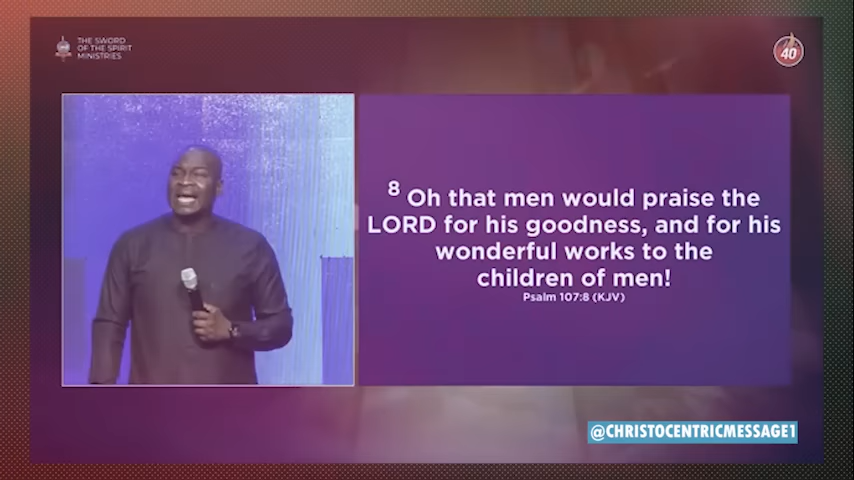 THE SWORD
OF THE SPIRIT
MINISTRIES
40
8 Oh that men would praise the
LORD for his goodness, and for his
wonderful works to the
children of men!
Psalm 107:8 (KJV)
@CHRISTOCENTRICMESSAGE1